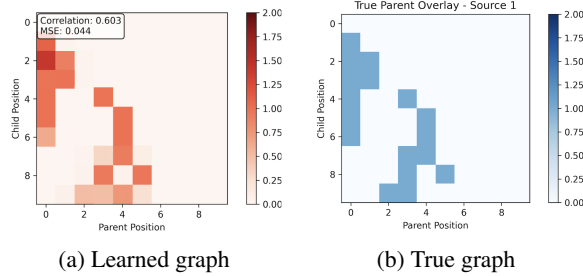 Correlation: 0.603
MSE: 0.044
0
2
4
6
8
Child Position
0 2 4 6 8
Parent Position
2.00
1.75
1.50
1.25
1.00
0.75
0.50
0.25
0.00
(a) Learned graph
True Parent Overlay - Source 1
0
2
4
6
8
Child Position
0 2 4 6 8
Parent Position
2.00
1.75
1.50
1.25
1.00
0.75
0.50
0.25
0.00
(b) True graph